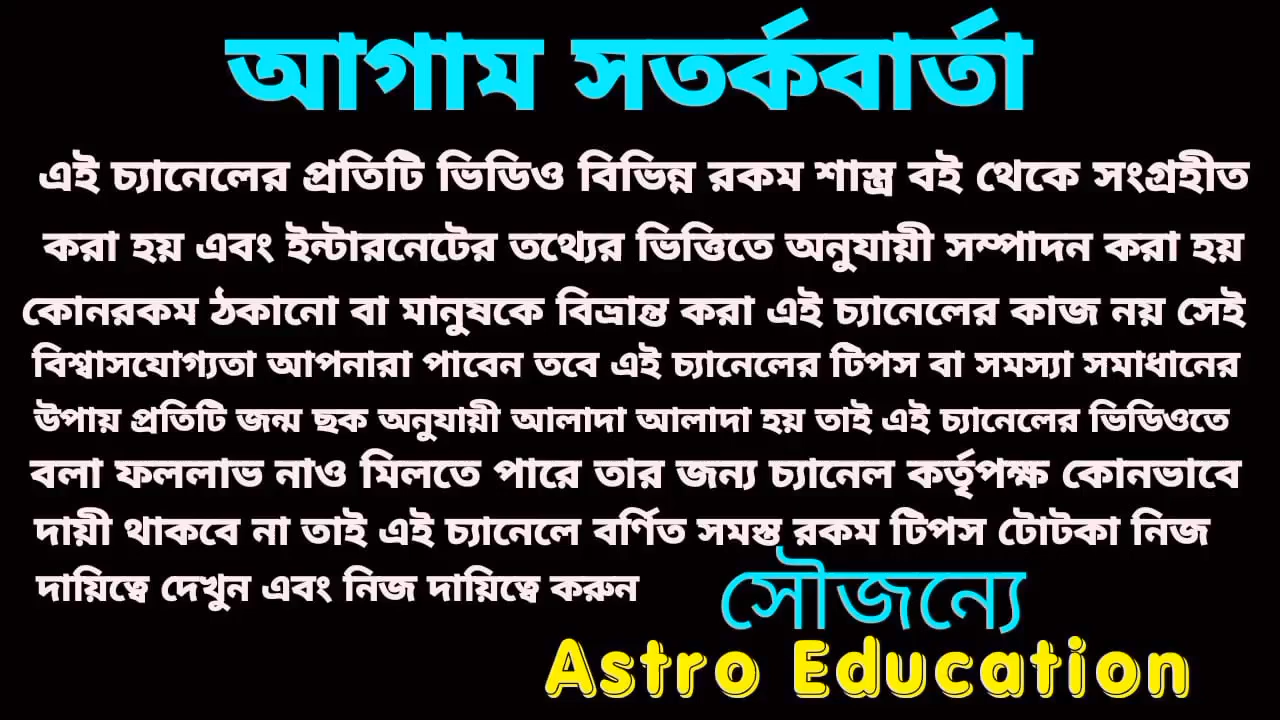 আগাম সতর্কবার্তা
এই চ্যানেলের প্রতিটি ভিডিও বিভিন্ন রকম শাস্ত্র বই থেকে সংগ্রহীত
করা হয় এবং ইন্টারনেটের তথ্যের ভিত্তিতে অনুযায়ী সম্পাদন করা হয়
কোনরকম ঠকানো বা মানুষকে বিভ্রান্ত করা এই চ্যানেলের কাজ নয় সেই
বিশ্বাসযোগ্যতা আপনারা পাবেন তবে এই চ্যানেলের টিপস বা সমস্যা সমাধানের
উপায় প্রতিটি জন্ম ছক অনুযায়ী আলাদা আলাদা হয় তাই এই চ্যানেলের ভিডিওতে
বলা ফললাভ নাও মিলতে পারে তার জন্য চ্যানেল কর্তৃপক্ষ কোনভাবে
দায়ী থাকবে না তাই এই চ্যানেলে বর্ণিত সমস্ত রকম টিপস টোটকা নিজ
দায়িত্বে দেখুন এবং নিজ দায়িত্বে করুন
সৌজন্যে
Astro Education